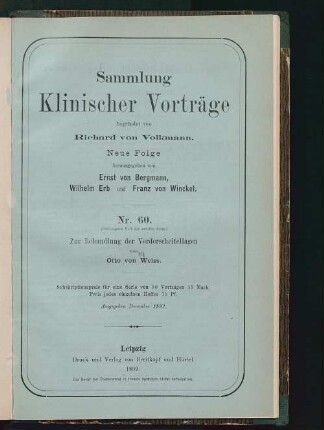 Sammlung
Klinischer Vorträge
begründet von
Richard von Volkmann.
Neue Folge
herausgegeben von
Ernst von Bergmann,
Wilhelm Erb und Franz von Winckel.
Nr. 60.
Zur Behandlung der Vorderscheitellagen
von
Otto von Weiss.
Subskriptionspreis für eine Serie von 30 Vorträgen 15 Mark
Preis jedes einzelnen Heftes 75 Pf.
Ausgegeben December 1892.
Leipzig
Druck und Verlag von Breitkopf und Härtel
1892.